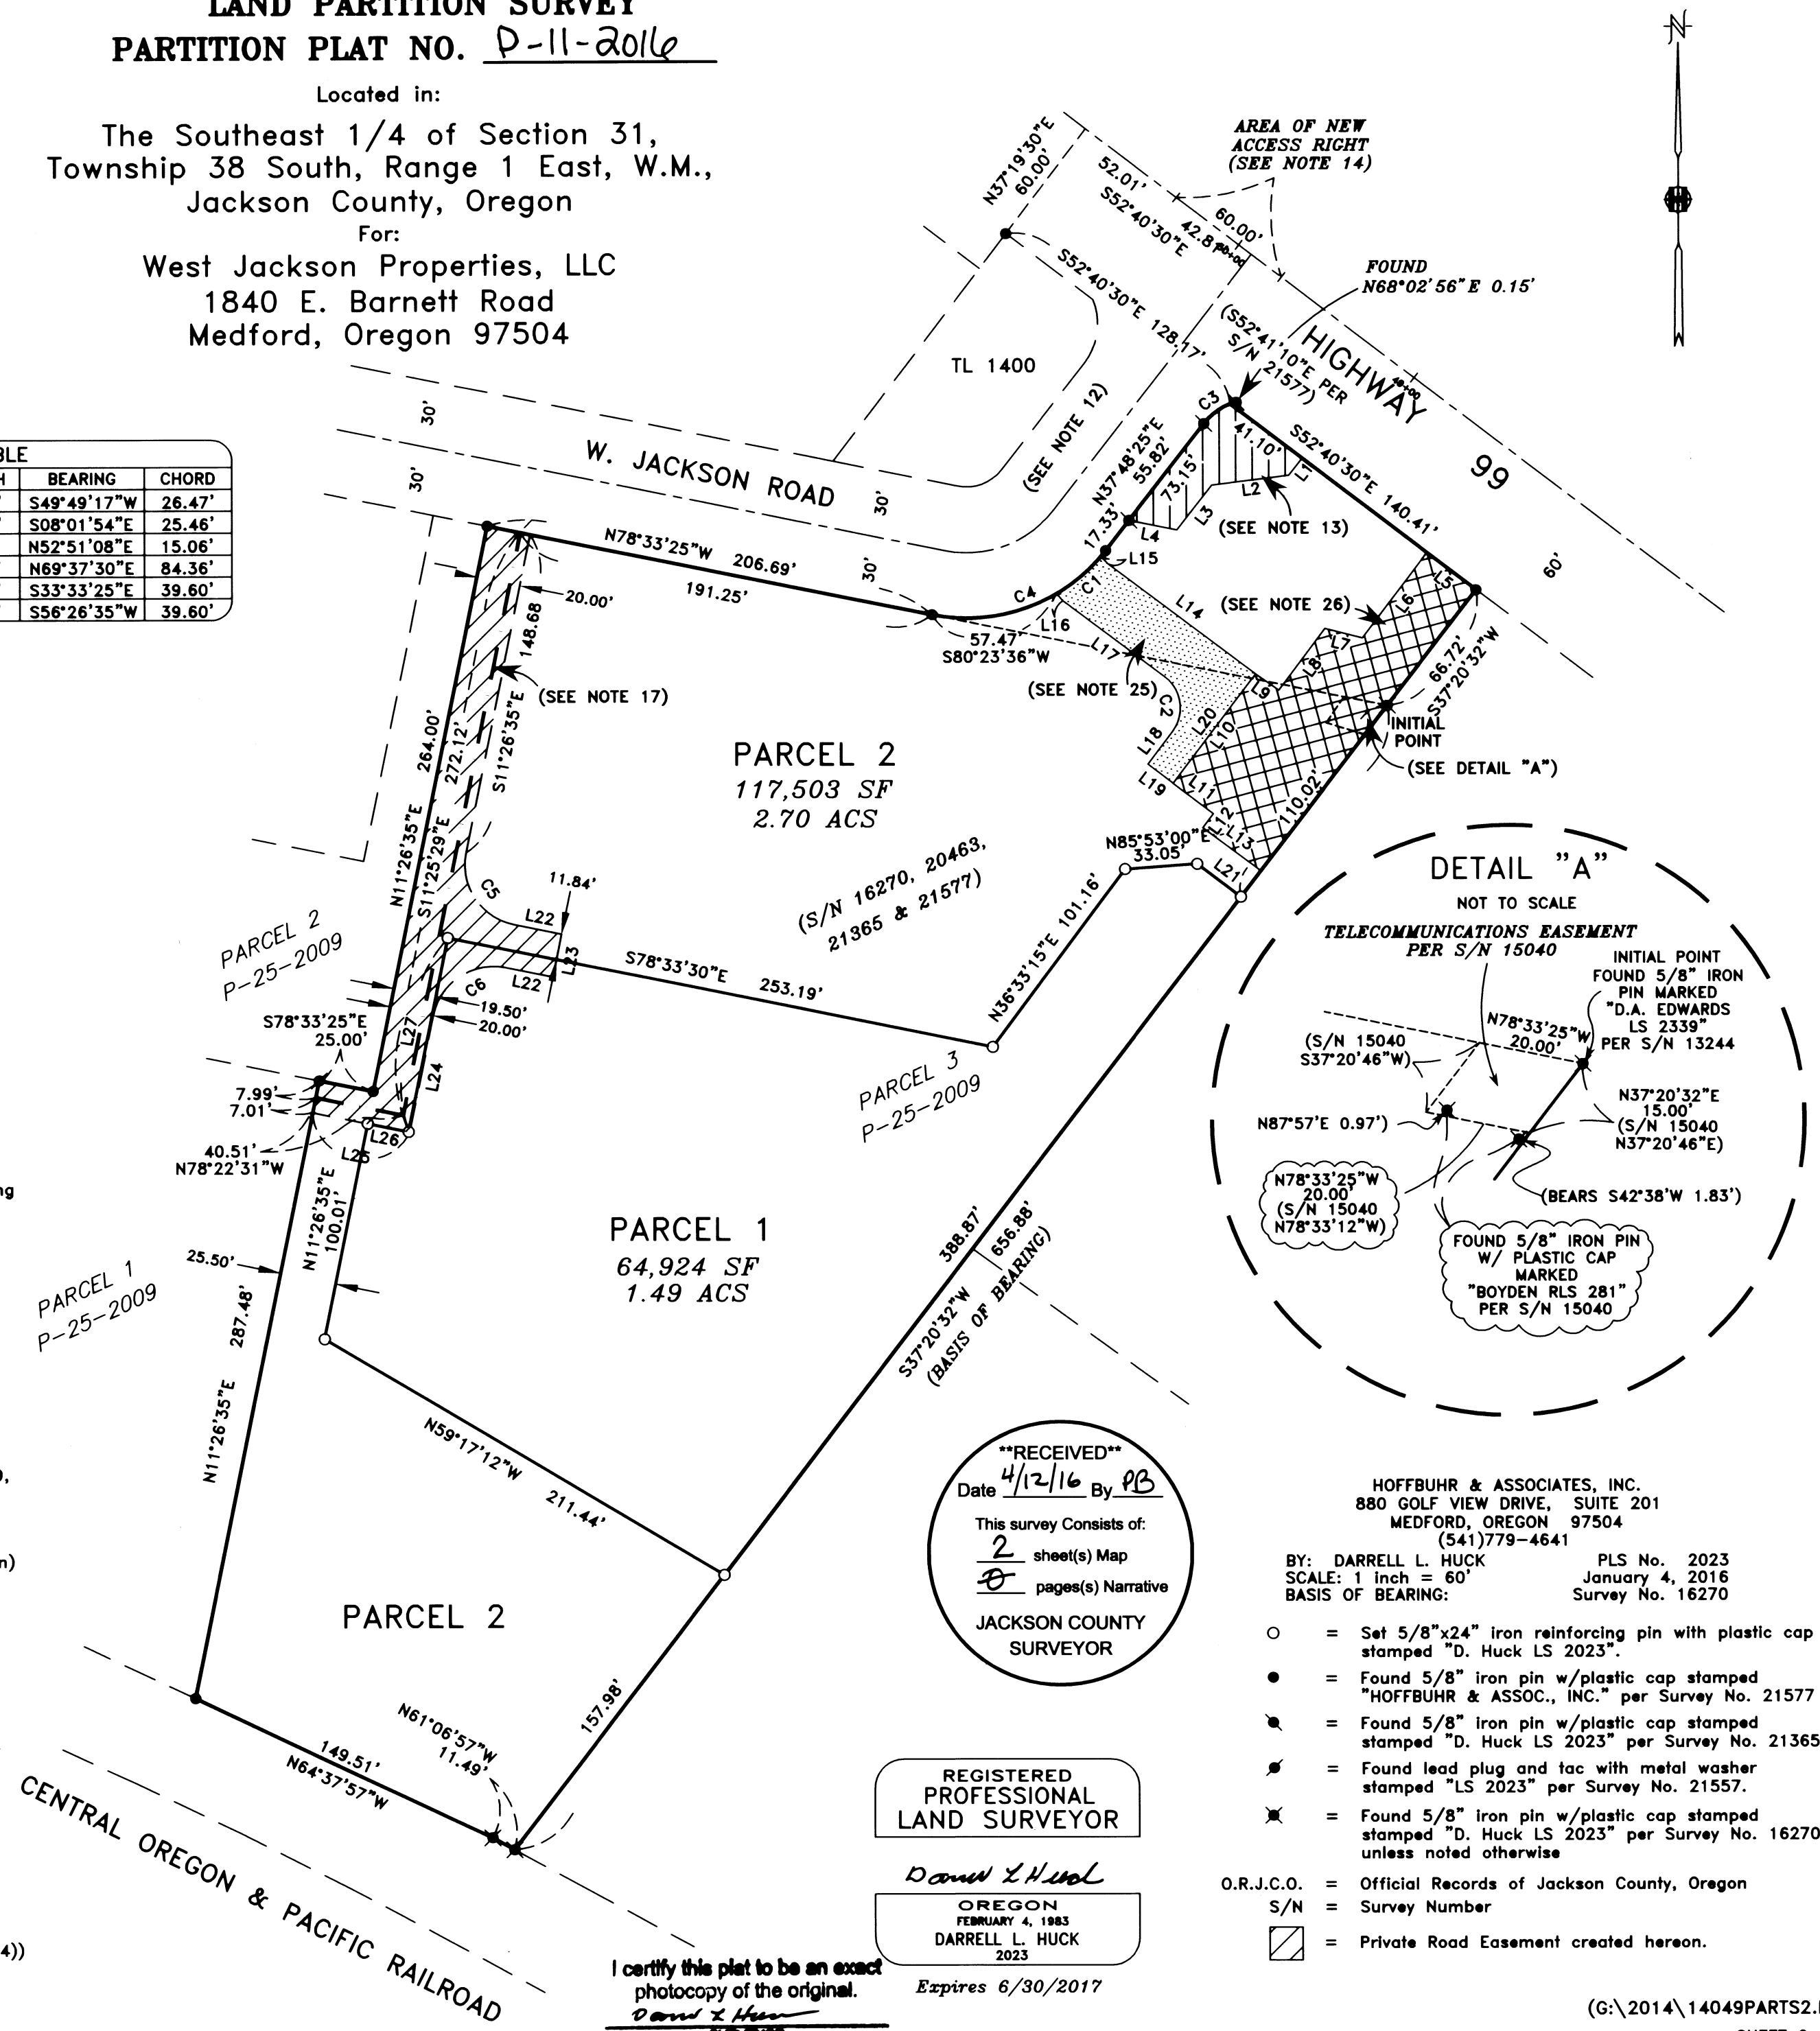 LAND PARTITION SURVEY
PARTITION PLAT NO. P-11-2016
Located in:
The Southeast 1/4 of Section 31,
Township 38 South, Range 1 East, W.M.,
Jackson County, Oregon
For:
West Jackson Properties, LLC
1840 E. Barnett Road
Medford, Oregon 97504
N
BEARING CHORD
S49°49'17"W 26.47'
S08°01'54"E 25.46'
N52°51'08"E 15.06'
N69°37'30"E 84.36'
S33°33'25"E 39.60'
S56°26'35"W 39.60'
N37°19'30"E
60.00'
52.01'
S52°40'30"E
42.81'
60.00'
AREA OF NEW
ACCESS RIGHT
(SEE NOTE 14)
FOUND
N68°02'56"E 0.15'
S52°40'30"E 128.17'
(S52°41'10"E PER
S/N 21577)
HIGHWAY
99
TL 1400
(SEE NOTE 12)
30'
30'
W. JACKSON ROAD
30'
30'
60'
C3
41.10'
S52°40'30"E 140.41'
N37°48'25"E
55.82'
73.15'
17.33'
L1
L2
L3
L4
(SEE NOTE 13)
L15
N78°33'25"W 206.69'
191.25'
C4
C1
L16
57.47'
S80°23'36"W
L17
L14
(SEE NOTE 26)
L5
L6
L7
L8
L9
66.72'
S37°20'32"W
(SEE NOTE 25)
C2
L18
L19
L20
L10
L11
L12
L13
INITIAL
POINT
(SEE DETAIL "A")
110.02'
20.00'
148.68
(SEE NOTE 17)
S11°26'35"E
264.00'
272.12'
N11°26'35"E
S11°25'29"E
PARCEL 2
117,503 SF
2.70 ACS
(S/N 16270, 20463,
21365 & 21577)
N85°53'00"E
33.05'
L21
N36°33'15"E 101.16'
11.84'
C5
L22
L23
L22
C6
S78°33'30"E 253.19'
19.50'
20.00'
PARCEL 2
P-25-2009
S78°33'25"E
25.00'
L27
L24
7.99'
7.01'
40.51'
N78°22'31"W
L25
L26
PARCEL 3
P-25-2009
N11°26'35"E
100.01'
25.50'
PARCEL 1
P-25-2009
PARCEL 1
64,924 SF
1.49 ACS
388.87'
656.88'
S37°20'32"W
(BASIS OF BEARING)
287.48'
N11°26'35"E
N59°17'12"W 211.44'
PARCEL 2
157.98'
N61°06'57"W
11.49'
149.51'
N64°37'57"W
CENTRAL OREGON & PACIFIC RAILROAD
DETAIL "A"
NOT TO SCALE
TELECOMMUNICATIONS EASEMENT
PER S/N 15040
INITIAL POINT
FOUND 5/8" IRON
PIN MARKED
"D.A. EDWARDS
LS 2339"
PER S/N 13244
N78°33'25"W
20.00'
(S/N 15040
S37°20'46"W)
N37°20'32"E
15.00'
(S/N 15040
N37°20'46"E)
N87°57'E 0.97')
N78°33'25"W
20.00'
(S/N 15040
N78°33'12"W)
(BEARS S42°38'W 1.83')
FOUND 5/8" IRON PIN
W/ PLASTIC CAP
MARKED
"BOYDEN RLS 281"
PER S/N 15040
**RECEIVED**
Date 4/12/16 By PB
This survey Consists of:
2 sheet(s) Map
0 pages(s) Narrative
JACKSON COUNTY
SURVEYOR
HOFFBUHR & ASSOCIATES, INC.
880 GOLF VIEW DRIVE, SUITE 201
MEDFORD, OREGON 97504
(541)779-4641
BY: DARRELL L. HUCK PLS No. 2023
SCALE: 1 inch = 60' January 4, 2016
BASIS OF BEARING: Survey No. 16270
= Set 5/8"x24" iron reinforcing pin with plastic cap
stamped "D. Huck LS 2023".
= Found 5/8" iron pin w/plastic cap stamped
"HOFFBUHR & ASSOC., INC." per Survey No. 21577
= Found 5/8" iron pin w/plastic cap stamped
stamped "D. Huck LS 2023" per Survey No. 21365
= Found lead plug and tac with metal washer
stamped "LS 2023" per Survey No. 21557.
= Found 5/8" iron pin w/plastic cap stamped
stamped "D. Huck LS 2023" per Survey No. 16270
unless noted otherwise
O.R.J.C.O. = Official Records of Jackson County, Oregon
S/N = Survey Number
= Private Road Easement created hereon.
REGISTERED
PROFESSIONAL
LAND SURVEYOR
OREGON
FEBRUARY 4, 1983
DARRELL L. HUCK
2023
Expires 6/30/2017
I certify this plat to be an exact
photocopy of the original.
(G:\2014\14049PARTS2.